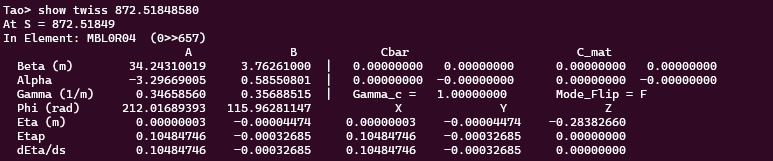 Tao> show twiss 872.51848580
At S = 872.51849
In Element: MBL0R04  (0>>657)
                         A              B           Cbar                       C_mat
  Beta (m)        34.24310019     3.76261000  |   0.00000000   0.00000000      0.00000000   0.00000000
  Alpha           -3.29669005     0.58550801  |   0.00000000  -0.00000000      0.00000000  -0.00000000
  Gamma (1/m)      0.34658560     0.35688515  |   Gamma_c =   1.00000000       Mode_Flip = F
  Phi (rad)      212.01689393   115.96281147            X              Y              Z
  Eta (m)          0.00000003    -0.00004474     0.00000003    -0.00004474    -0.28382660
  Etap             0.10484746    -0.00032685     0.10484746    -0.00032685     0.00000000
  dEta/ds          0.10484746    -0.00032685     0.10484746    -0.00032685     0.00000000